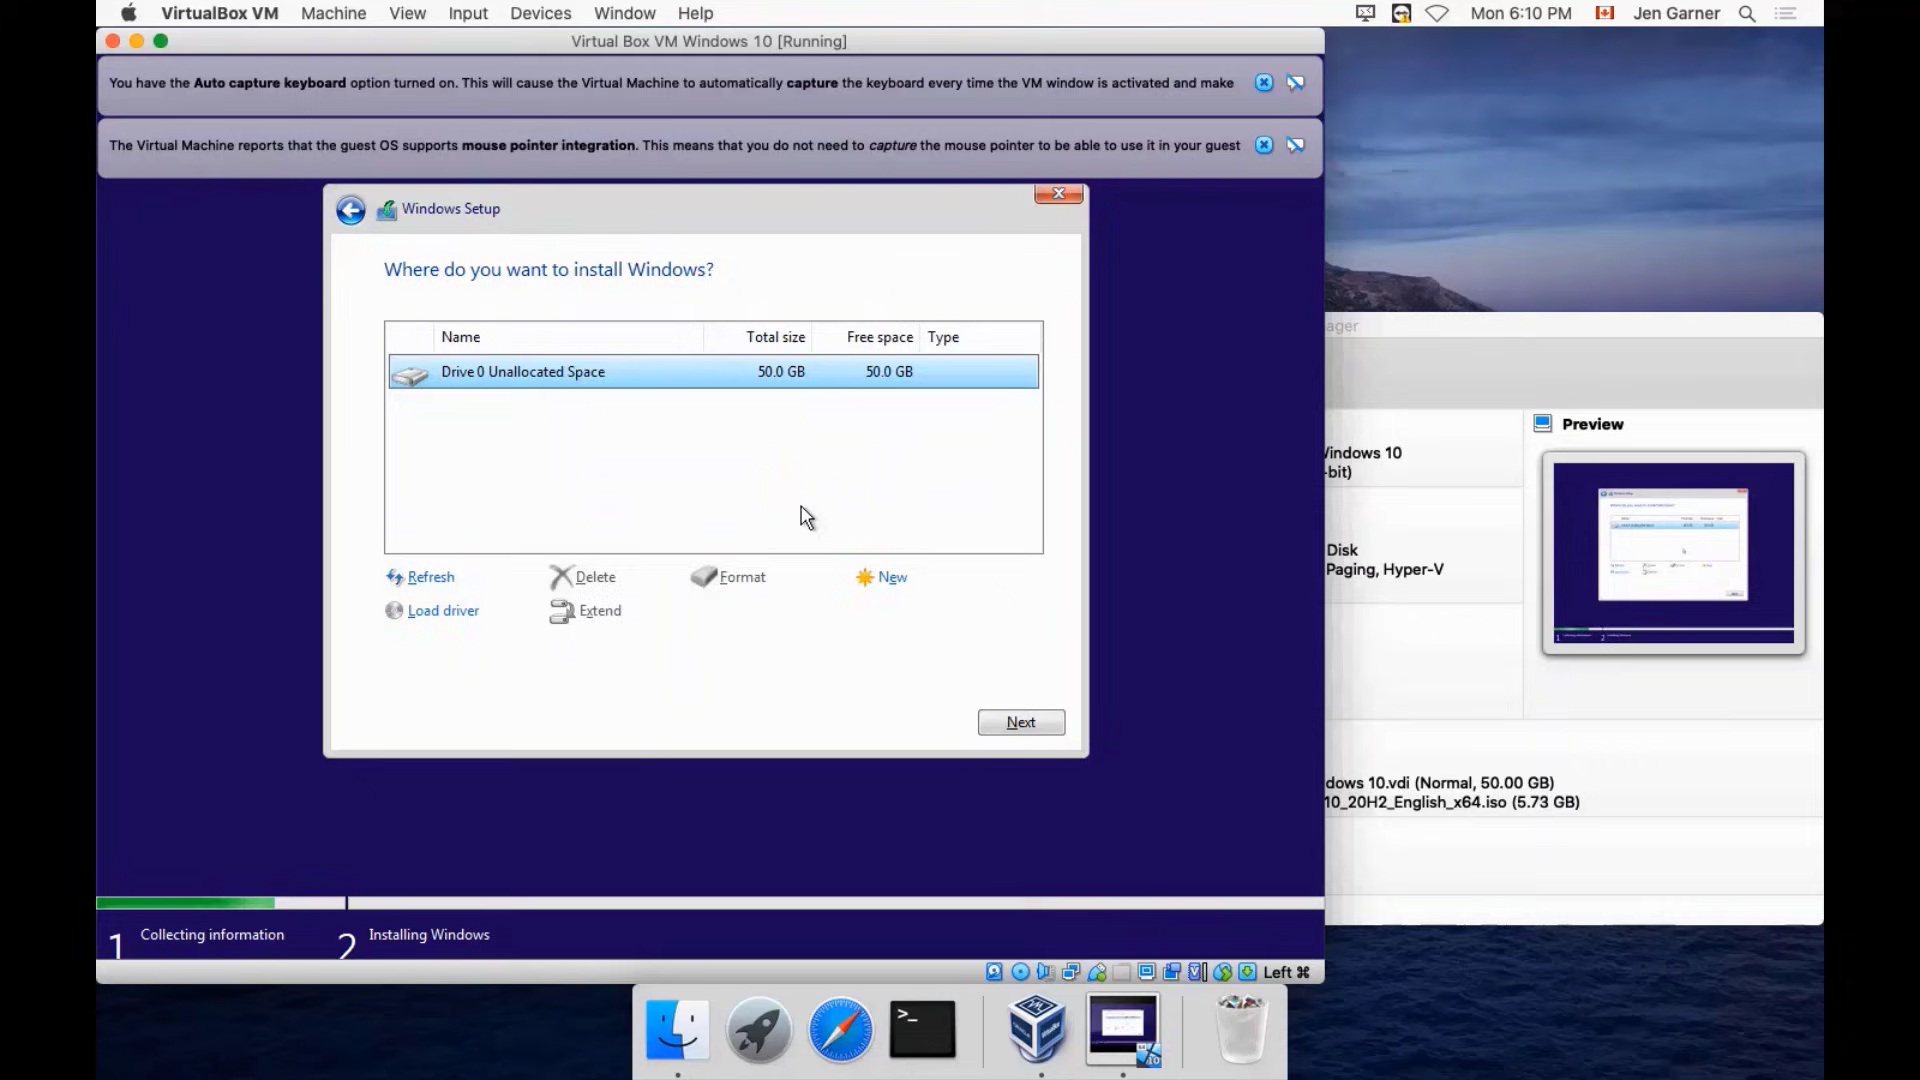 VirtualBox VM Machine View Input Devices Window Help Mon 6:10 PM Jen Garner
Virtual Box VM Windows 10 [Running]
You have the Auto capture keyboard option turned on. This will cause the Virtual Machine to automatically capture the keyboard every time the VM window is activated and make
The Virtual Machine reports that the guest OS supports mouse pointer integration. This means that you do not need to capture the mouse pointer to be able to use it in your guest
Windows Setup
Where do you want to install Windows?
Name Total size Free space Type
Drive 0 Unallocated Space 50.0 GB 50.0 GB
Refresh Delete Format New
Load driver Extend
Next
1 Collecting information 2 Installing Windows
Left ⌘
ager
Preview
Windows 10
-bit)
Disk
Paging, Hyper-V
dows 10.vdi (Normal, 50.00 GB)
10_20H2_English_x64.iso (5.73 GB)
>_
10